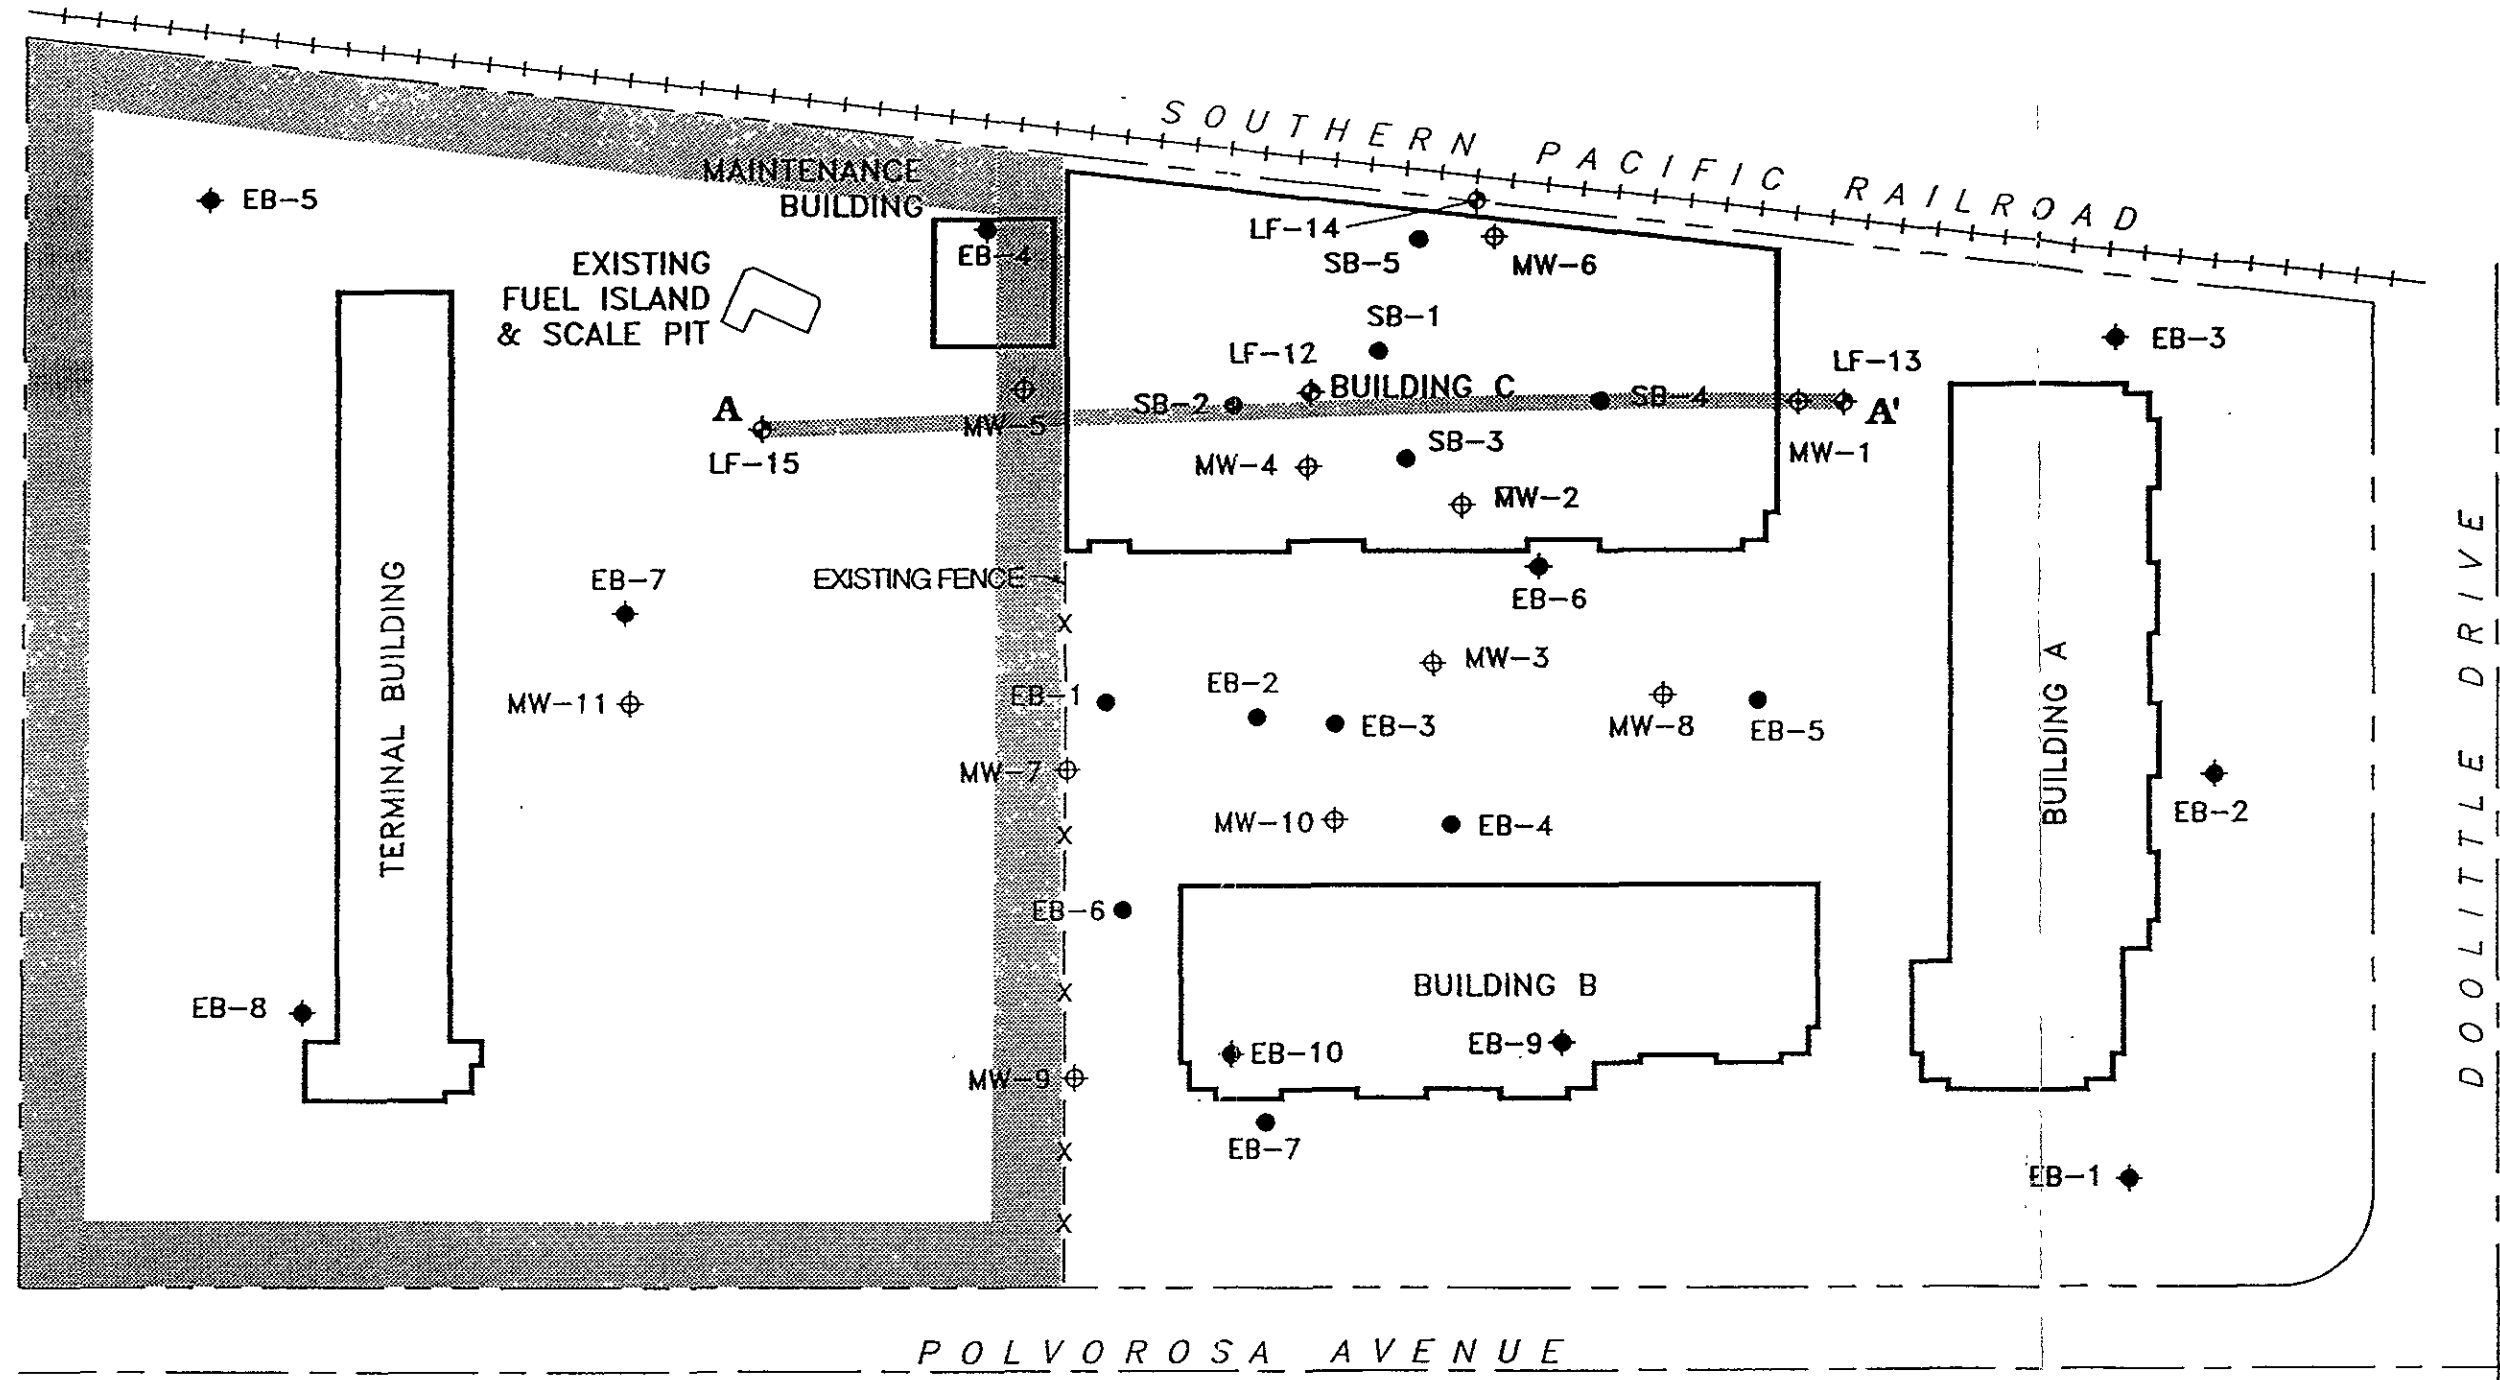 SOUTHERN PACIFIC RAILROAD
MAINTENANCE
BUILDING
EB-5
LF-14
EB-4
SB-5
MW-6
EXISTING
FUEL ISLAND
& SCALE PIT
SB-1
EB-3
LF-12
LF-13
BUILDING C
A
SB-2
SB-4
A'
MW-5
SB-3
MW-1
LF-15
MW-4
MW-2
EXISTING FENCE
EB-7
EB-6
MW-3
EB-2
EB-1
MW-11
EB-3
MW-8
EB-5
TERMINAL BUILDING
BUILDING A
DOOLITTLE DRIVE
MW-7
EB-2
MW-10
EB-4
EB-6
BUILDING B
EB-8
EB-10
EB-9
MW-9
EB-7
EB-1
POLVOROSA AVENUE